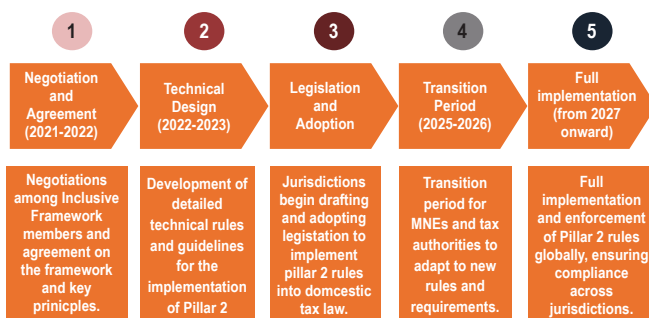 1
2
3
4
5
Negotiation
and
Agreement
(2021-2022)
Technical
Design
(2022-2023)
Legislation
and
Adoption
Transition
Period
(2025-2026)
Full
implementation
(from 2027
onward)
Negotiations
among Inclusive
Framework
members and
agreement on
the framework
and key
prinicples.
Development of
detailed
technical rules
and guidelines
for the
implementation
of Pillar 2
Jurisdictions
begin drafting
and adopting
legistation to
implement
pillar 2 rules
into domcestic
tax law.
Transition
period for
MNEs and tax
authorities to
adapt to new
rules and
requirements.
Full
implementation
and enforcement
of Pillar 2 rules
globally, ensuring
compliance
across
jurisdictions.